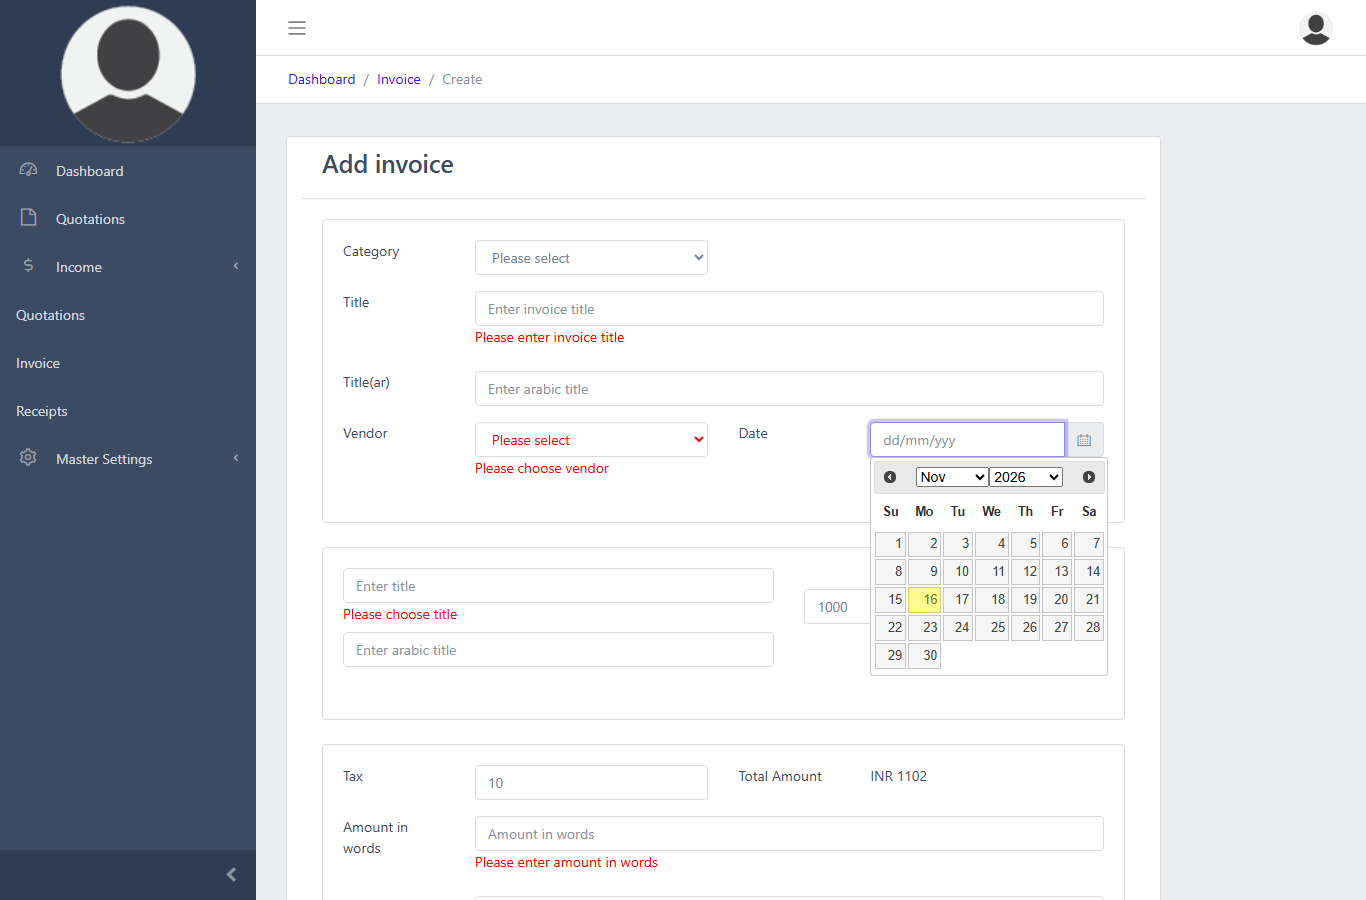 Dashboard / Invoice / Create
Dashboard
Quotations
Income
Quotations
Invoice
Receipts
Master Settings
Add invoice
Category
Please select
Title
Enter invoice title
Please enter invoice title
Title(ar)
Enter arabic title
Vendor
Please select
Please choose vendor
Date
dd/mm/yyy
Nov 2026
Su Mo Tu We Th Fr Sa
1 2 3 4 5 6 7
8 9 10 11 12 13 14
15 16 17 18 19 20 21
22 23 24 25 26 27 28
29 30
Enter title
Please choose title
Enter arabic title
1000
Tax
10
Total Amount
INR 1102
Amount in
words
Amount in words
Please enter amount in words